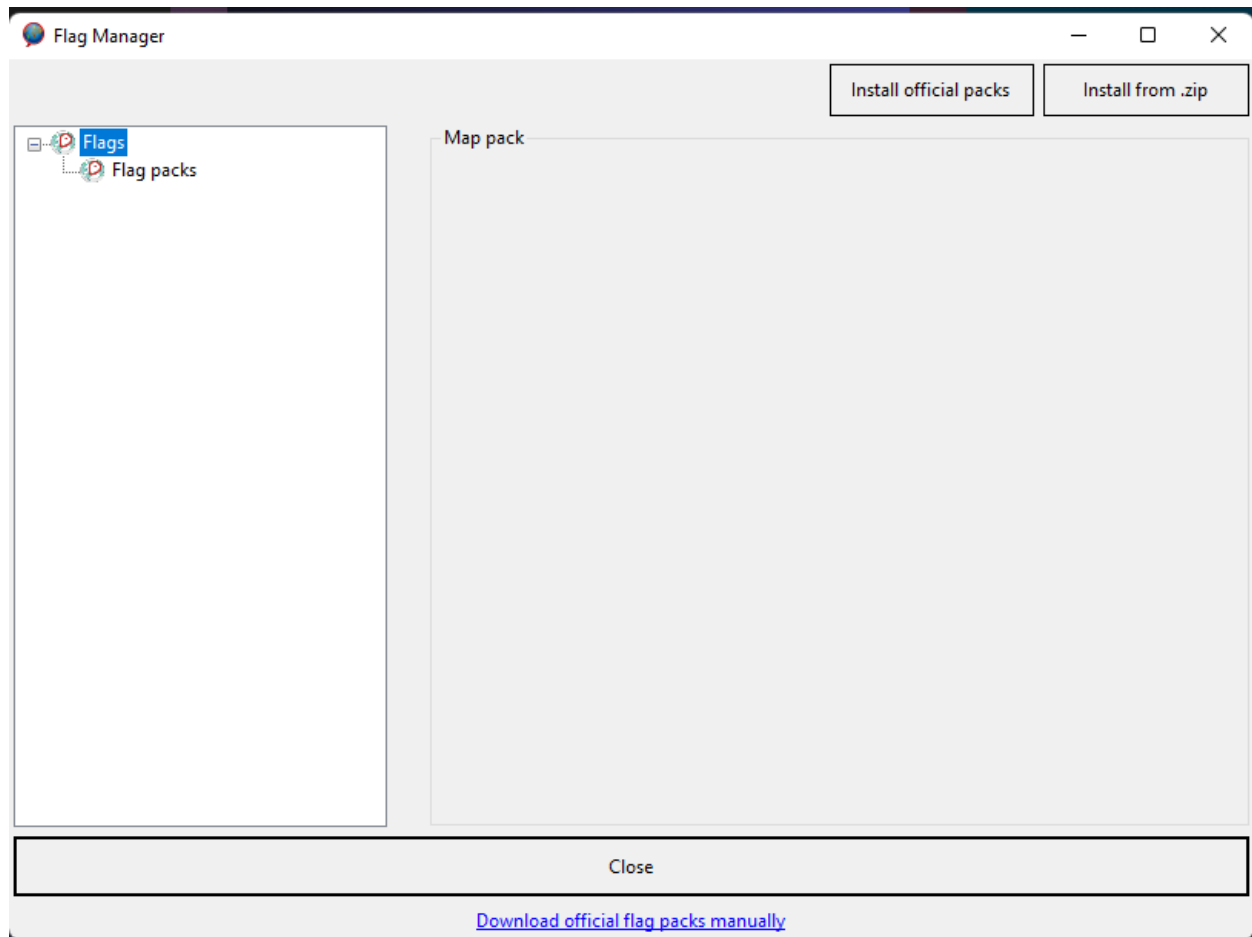 Flag Manager
Install official packs
Install from .zip
Flags
Flag packs
Map pack
Close
Download official flag packs manually